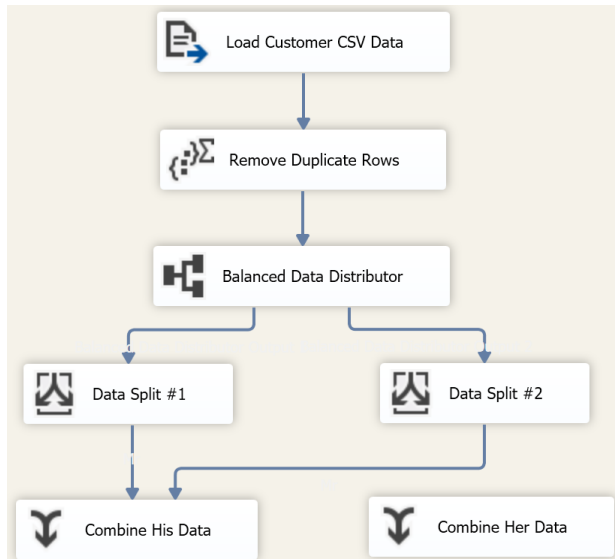 Load Customer CSV Data
Remove Duplicate Rows
Balanced Data Distributor
Data Split #1
Data Split #2
Combine His Data
Combine Her Data